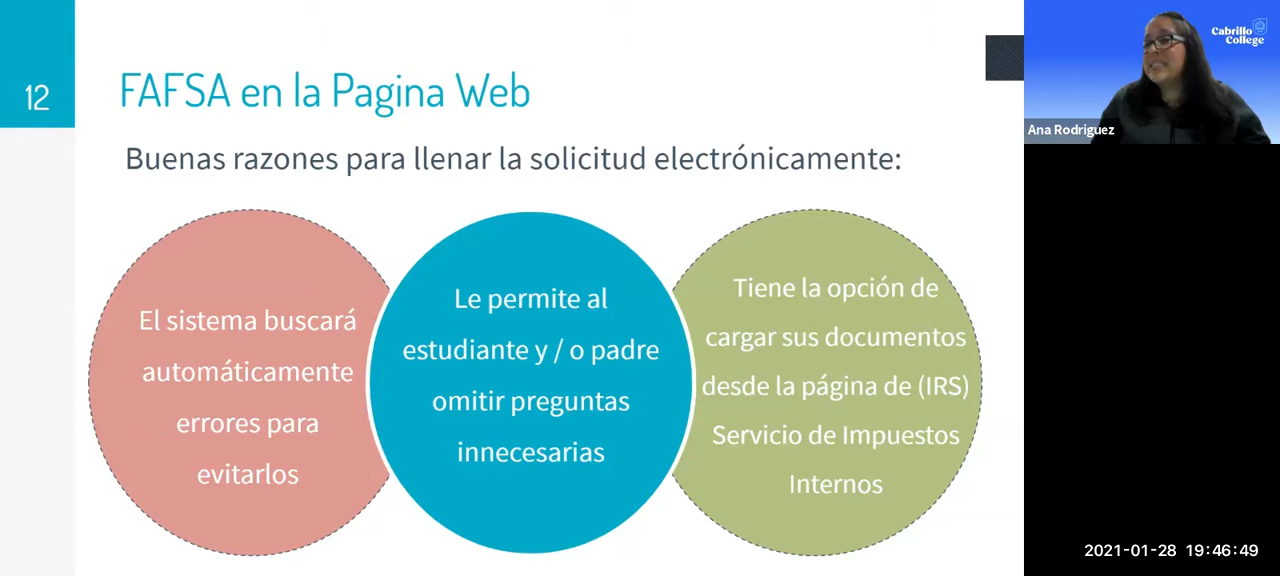 12
FAFSA en la Pagina Web
Buenas razones para llenar la solicitud electrónicamente:
El sistema buscará
automáticamente
errores para
evitarlos
Le permite al
estudiante y / o padre
omitir preguntas
innecesarias
Tiene la opción de
cargar sus documentos
desde la página de (IRS)
Servicio de Impuestos
Internos
Cabrillo
College
Ana Rodriguez
2021-01-28 19:46:49